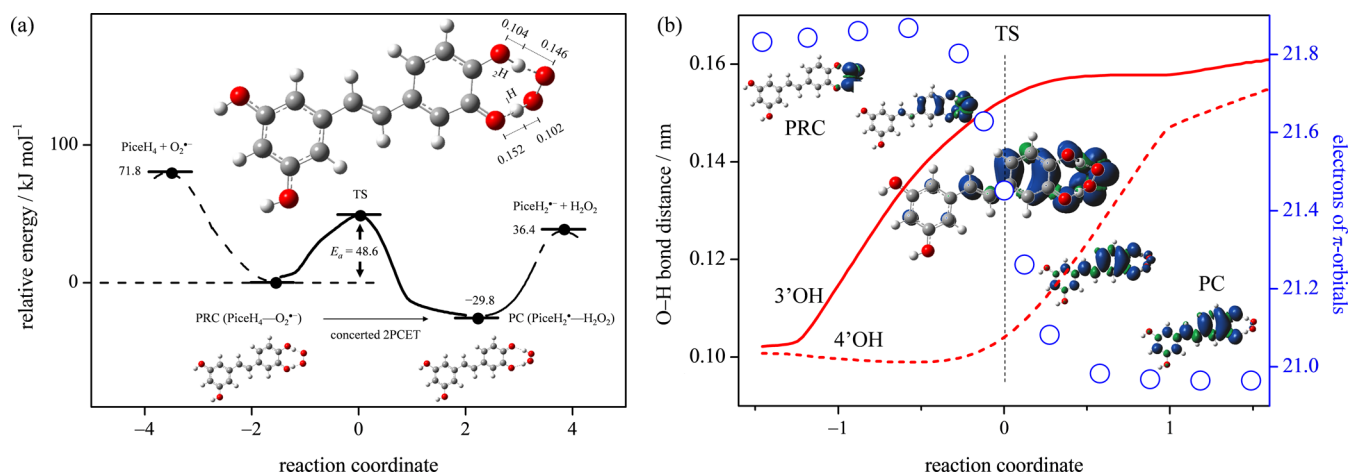 (a)
0.104
0.146
2H
1H
0.102
0.152
100
0
relative energy / kJ mol−1
PiceH4 + O2•−
71.8
TS
Ea = 48.6
PiceH2•− + H2O2
36.4
−29.8
PRC (PiceH4—O2•−)
concerted 2PCET
PC (PiceH2•—H2O2)
−4
−2
0
2
4
reaction coordinate
(b)
TS
0.16
0.14
0.12
0.10
O–H bond distance / nm
PRC
3'OH
4'OH
PC
21.8
21.6
21.4
21.2
21.0
electrons of π-orbitals
−1
0
1
reaction coordinate